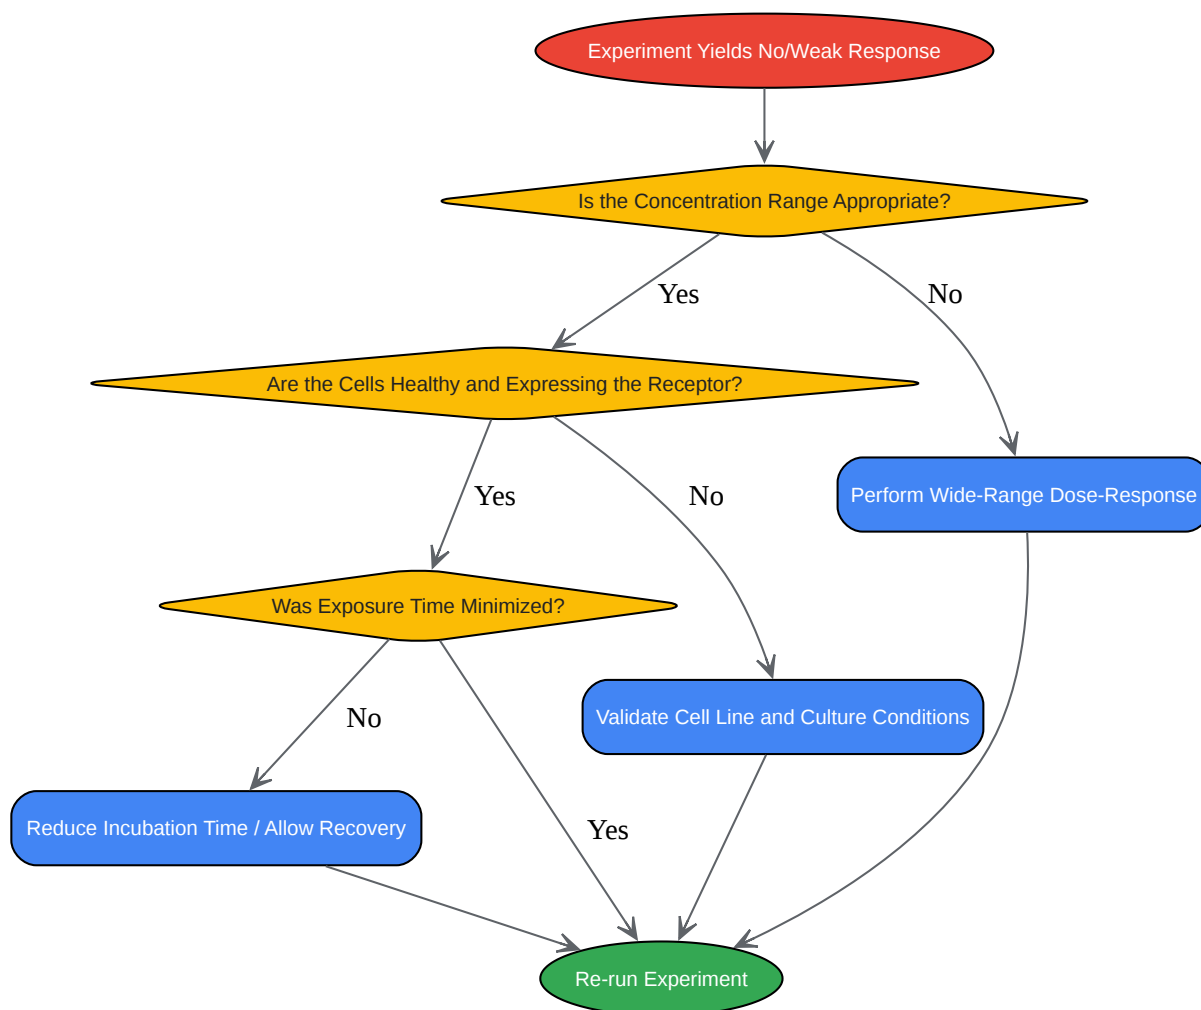 Experiment Yields No/Weak Response
Is the Concentration Range Appropriate?
Yes
No
Are the Cells Healthy and Expressing the Receptor?
Yes
No
Perform Wide-Range Dose-Response
Was Exposure Time Minimized?
No
Validate Cell Line and Culture Conditions
Reduce Incubation Time / Allow Recovery
Yes
Re-run Experiment